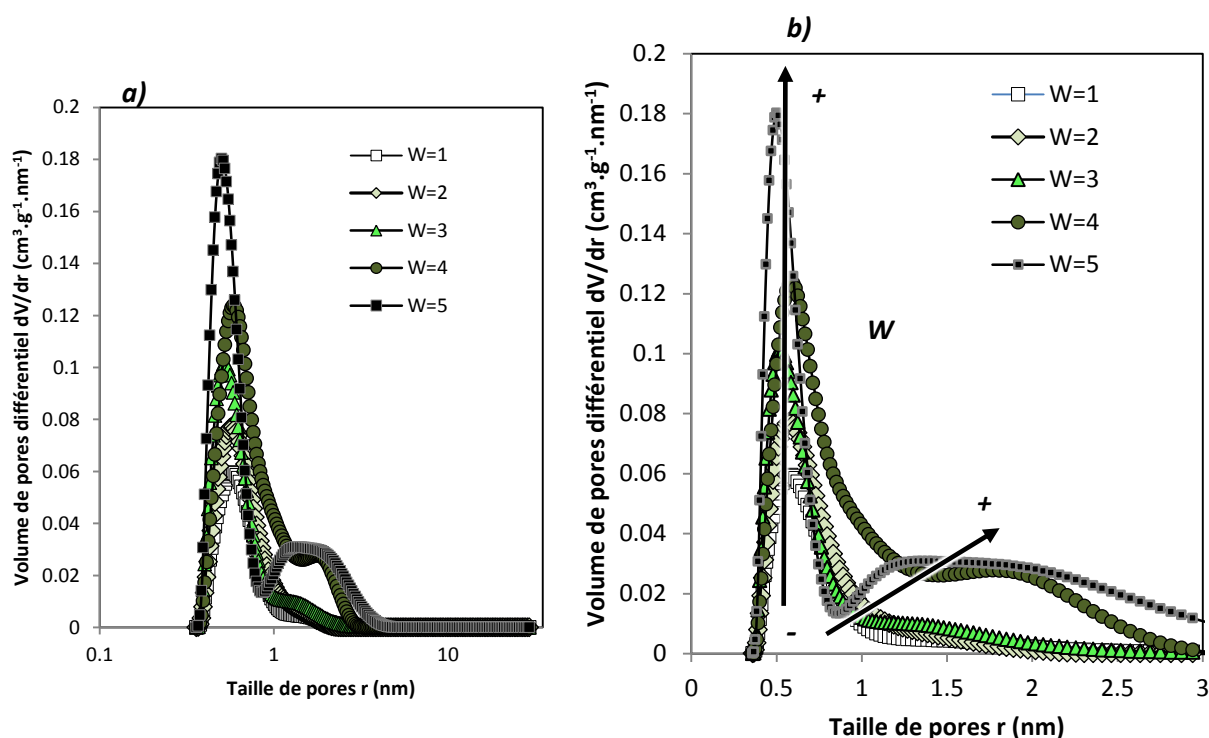 a)
Volume de pores différentiel dV/dr (cm³.g⁻¹.nm⁻¹)
0.2
0.18
0.16
0.14
0.12
0.1
0.08
0.06
0.04
0.02
0
W=1
W=2
W=3
W=4
W=5
0.1
1
10
Taille de pores r (nm)
b)
Volume de pores différentiel dV/dr (cm³.g⁻¹.nm⁻¹)
0.2
0.18
0.16
0.14
0.12
0.1
0.08
0.06
0.04
0.02
0
+
W=1
W=2
W=3
W=4
W=5
W
+
-
0
0.5
1
1.5
2
2.5
3
Taille de pores r (nm)